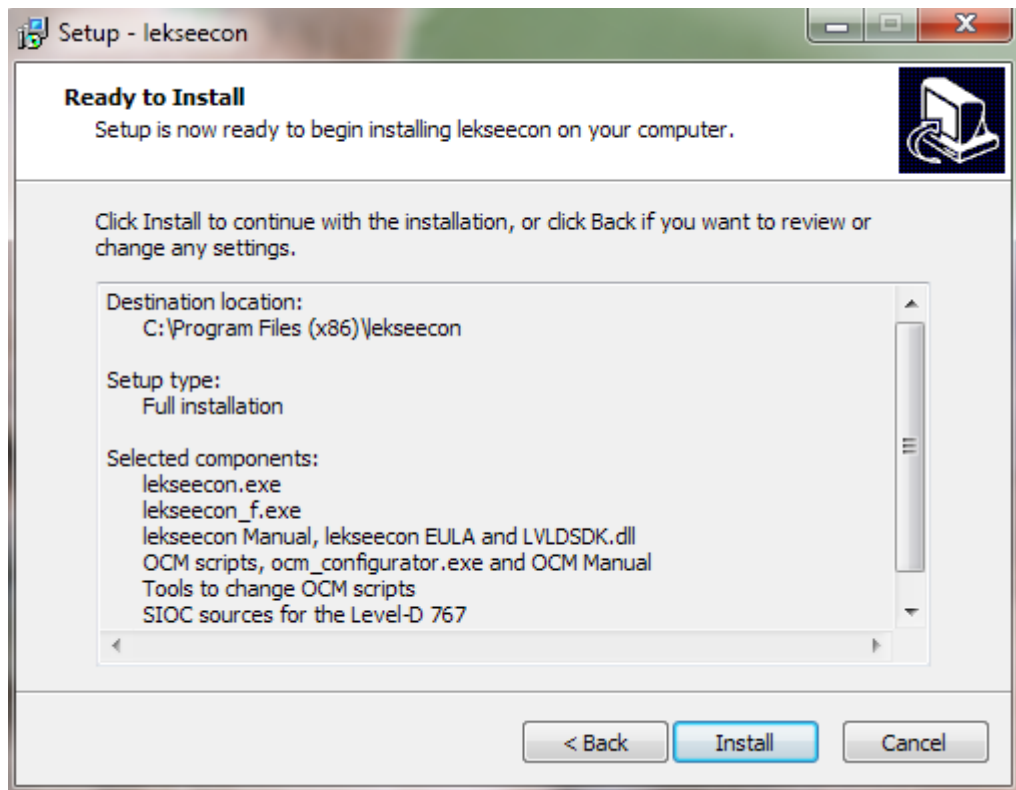 Setup - lekseecon
Ready to Install
Setup is now ready to begin installing lekseecon on your computer.
Click Install to continue with the installation, or click Back if you want to review or
change any settings.
Destination location:
C:\Program Files (x86)\lekseecon
Setup type:
Full installation
Selected components:
lekseecon.exe
lekseecon_f.exe
lekseecon Manual, lekseecon EULA and LVLDSDK.dll
OCM scripts, ocm_configurator.exe and OCM Manual
Tools to change OCM scripts
SIOC sources for the Level-D 767
< Back
Install
Cancel